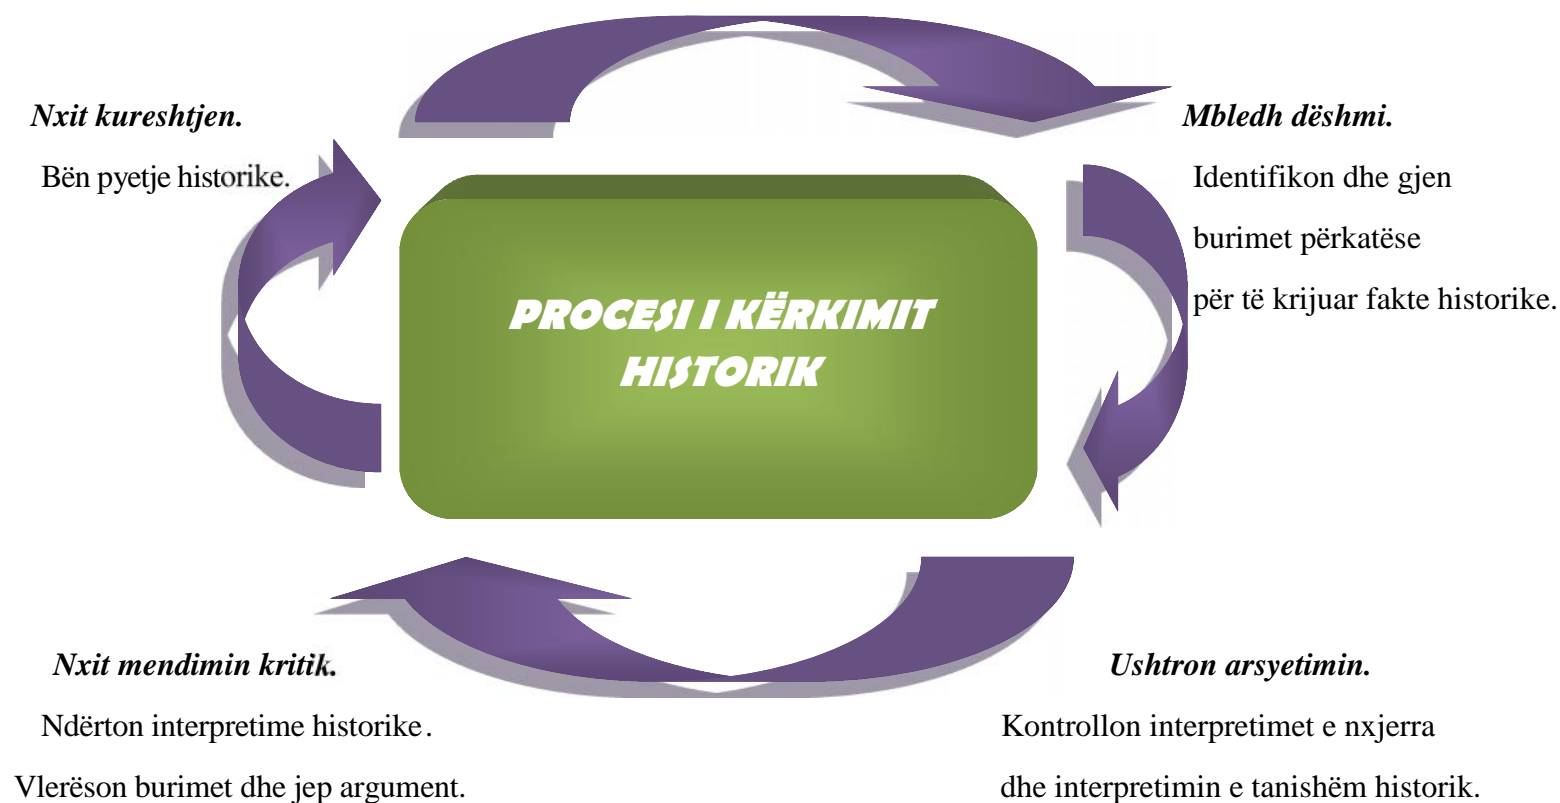 Nxit kureshtjen.
Bën pyetje historike.
Mbledh dëshmi.
Identifikon dhe gjen
burimet përkatëse
për të krijuar fakte historike.
PROCESI I KËRKIMIT
HISTORIK
Nxit mendimin kritik.
Ndërton interpretime historike.
Vlerëson burimet dhe jep argument.
Ushtron arsyetimin.
Kontrollon interpretimet e nxjerra
dhe interpretimin e tanishëm historik.